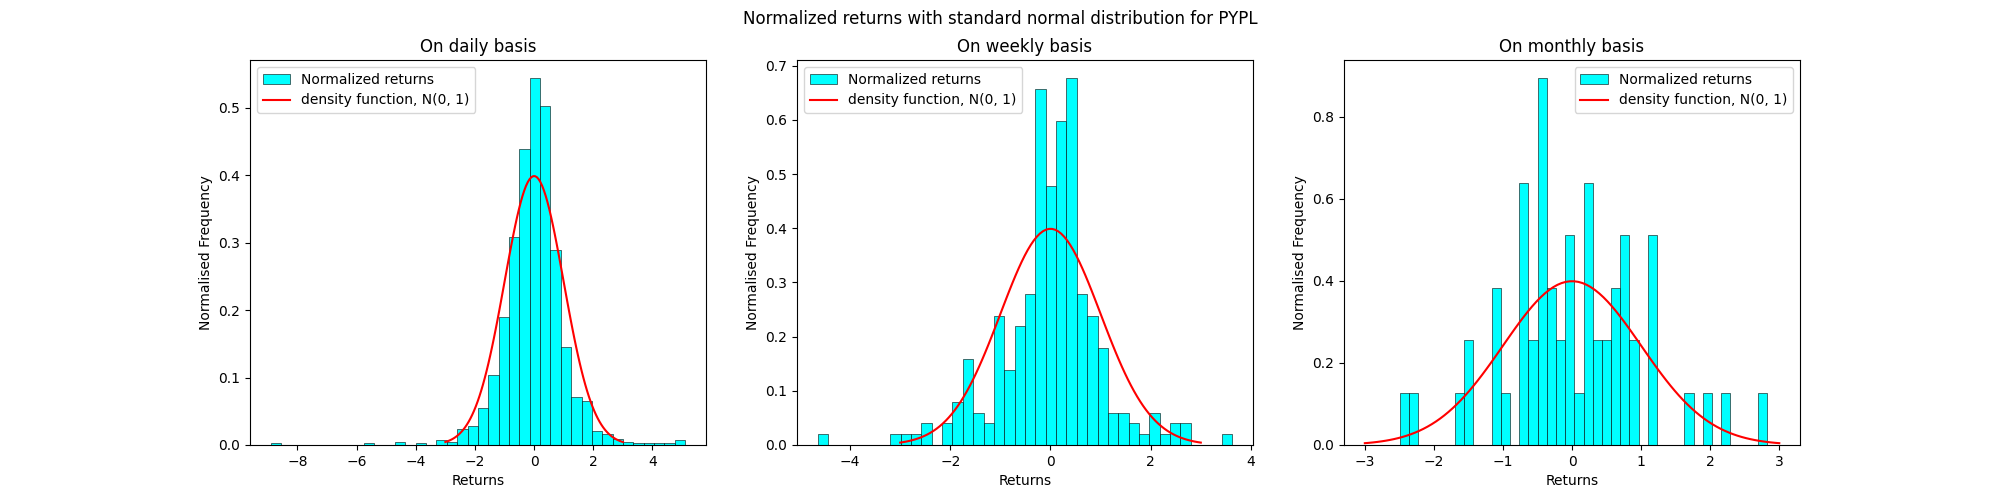 Normalized returns with standard normal distribution for PYPL
On daily basis
Normalized returns
density function, N(0, 1)
Normalised Frequency
0.5
0.4
0.3
0.2
0.1
0.0
−8 −6 −4 −2 0 2 4
Returns
On weekly basis
Normalized returns
density function, N(0, 1)
Normalised Frequency
0.7
0.6
0.5
0.4
0.3
0.2
0.1
0.0
−4 −2 0 2 4
Returns
On monthly basis
Normalized returns
density function, N(0, 1)
Normalised Frequency
0.8
0.6
0.4
0.2
0.0
−3 −2 −1 0 1 2 3
Returns